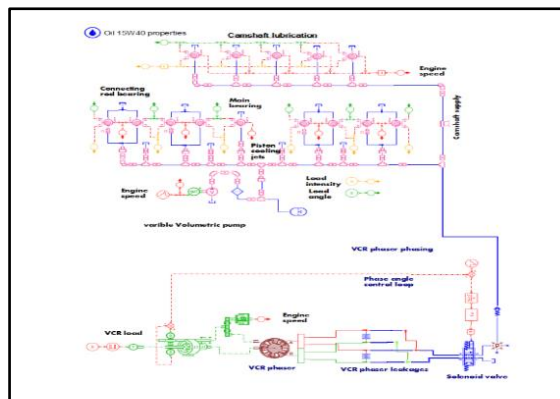 Oil 15W40 properties
Camshaft lubrication
Engine
speed
Connecting
rod bearing
Main
bearing
Camshaft supply
Piston
cooling
jets
Load
intensity
Load
angle
Engine
speed
varible Volumetric pump
VCR phaser phasing
Phase angle
control loop
Engine
speed
VCR load
VCR phaser
VCR phaser leakages
Solenoid valve